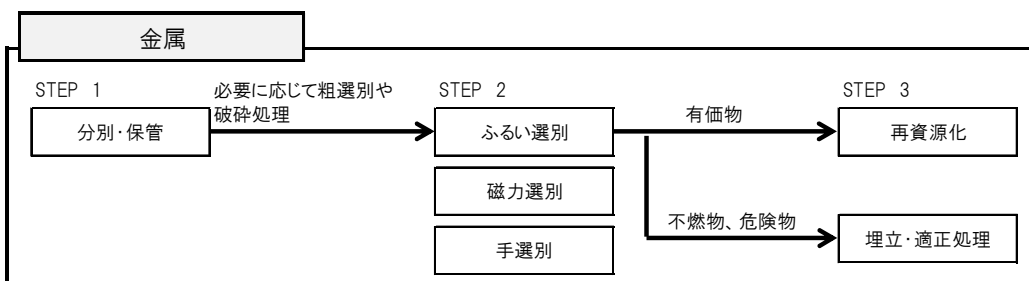 金属
STEP 1
必要に応じて粗選別や
破砕処理
STEP 2
STEP 3
分別・保管
ふるい選別
有価物
再資源化
磁力選別
不燃物、危険物
手選別
埋立・適正処理